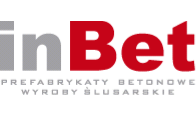 inBet
PREFABRYKATY BETONOWE
WYROBY ŚLUSARSKIE